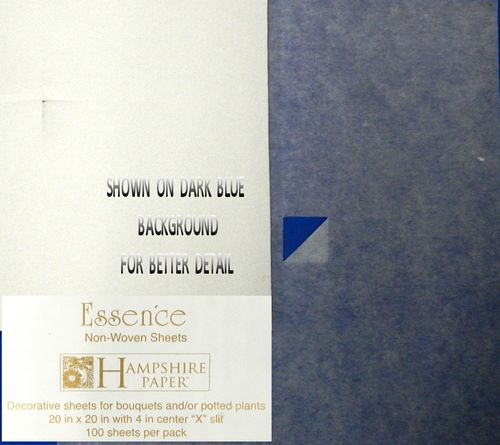 SHOWN ON DARK BLUE
BACKGROUND
FOR BETTER DETAIL
Essence
Non-Woven Sheets
HAMPSHIRE
PAPER™
Decorative sheets for bouquets and/or potted plants
20 in x 20 in with 4 in center "X" slit
100 sheets per pack